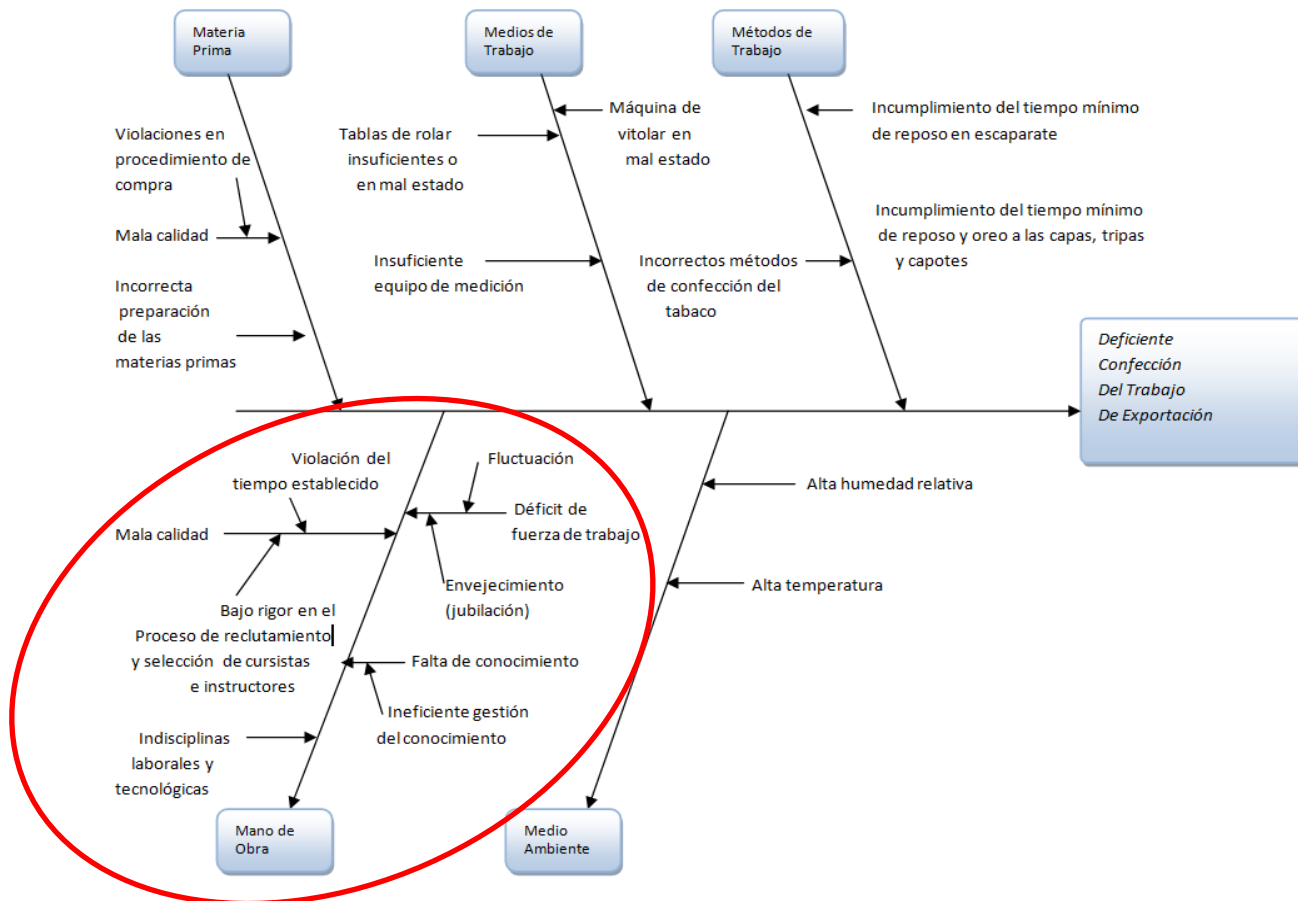 Materia
Prima
Medios de
Trabajo
Métodos de
Trabajo
Violaciones en
procedimiento de
compra
Mala calidad
Incorrecta
preparación
de las
materias primas
Tablas de rolar
insuficientes o
en mal estado
Máquina de
vitolar en
mal estado
Insuficiente
equipo de medición
Incumplimiento del tiempo mínimo
de reposo en escaparate
Incumplimiento del tiempo mínimo
de reposo y oreo a las capas, tripas
y capotes
Incorrectos métodos
de confección del
tabaco
Deficiente
Confección
Del Trabajo
De Exportación
Violación del
tiempo establecido
Mala calidad
Bajo rigor en el
Proceso de reclutamiento
y selección de cursistas
e instructores
Indisciplinas
laborales y
tecnológicas
Fluctuación
Déficit de
fuerza de trabajo
Envejecimiento
(jubilación)
Falta de conocimiento
Ineficiente gestión
del conocimiento
Alta humedad relativa
Alta temperatura
Mano de
Obra
Medio
Ambiente